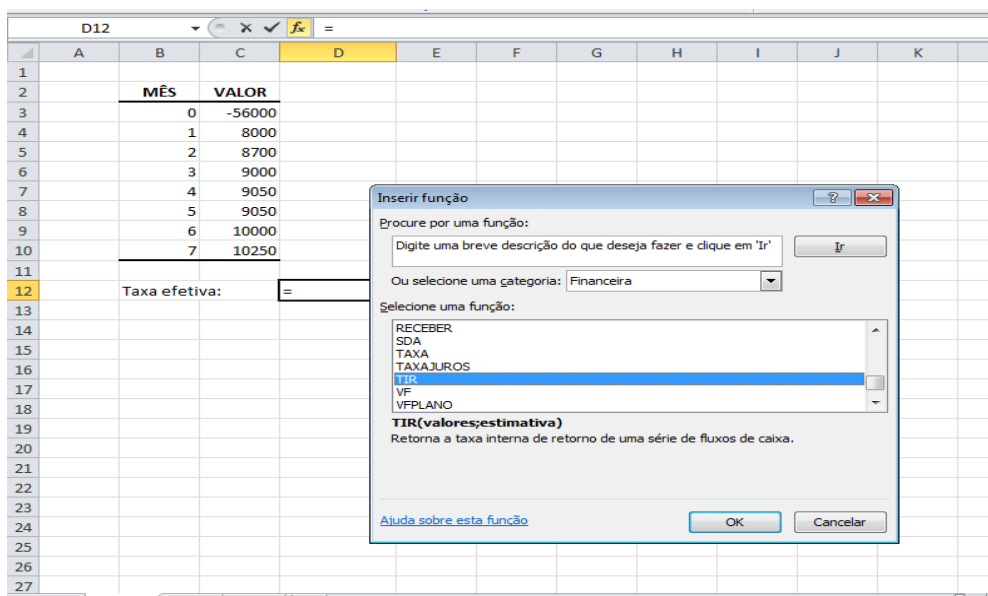 D12 fx =
A B C D E F G H I J K
1
2 MÊS VALOR
3 0 -56000
4 1 8000
5 2 8700
6 3 9000
7 4 9050
8 5 9050
9 6 10000
10 7 10250
11
12 Taxa efetiva: =
13
14
15
16
17
18
19
20
21
22
23
24
25
26
27
Inserir função
Procure por uma função:
Digite uma breve descrição do que deseja fazer e clique em 'Ir'
Ir
Ou selecione uma categoria: Financeira
Selecione uma função:
RECEBER
SDA
TAXA
TAXAJUROS
TIR
VF
VFPLANO
TIR(valores;estimativa)
Retorna a taxa interna de retorno de uma série de fluxos de caixa.
Ajuda sobre esta função
OK
Cancelar